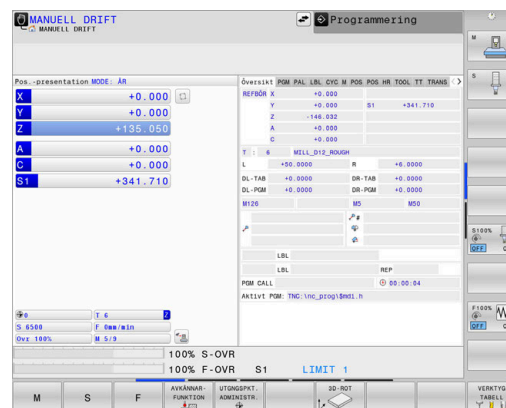 MANUELL DRIFT
MANUELL DRIFT
Programmering
Pos.-presentation MODE: ÄR
X +0.000
Y +0.000
Z +135.050
A +0.000
C +0.000
S1 +341.710
0
T 6
Z
S 6500
F 0mm/min
Ovr 100%
M 5/9
Översikt PGM PAL LBL CYC M POS POS HR TOOL TT TRANS
REFBÖR X +0.000
Y +0.000 S1 +341.710
Z -146.032
A +0.000
C +0.000
T : 6 MILL_D12_ROUGH
L +50.0000 R +6.0000
DL-TAB +0.0000 DR-TAB +0.0000
DL-PGM +0.0000 DR-PGM +0.0000
M126 M5 M50
LBL
LBL REP
PGM CALL 00:00:04
Aktivt PGM: TNC:\nc_prog\$mdi.h
100% S-OVR
100% F-OVR S1 LIMIT 1
M
S
F
AVKÄNNAR-
FUNKTION
UTGNGSPKT.
ADMINISTR.
3D-ROT
VERKTYG
TABELL
M
S
S100%
OFF
F100%
OFF